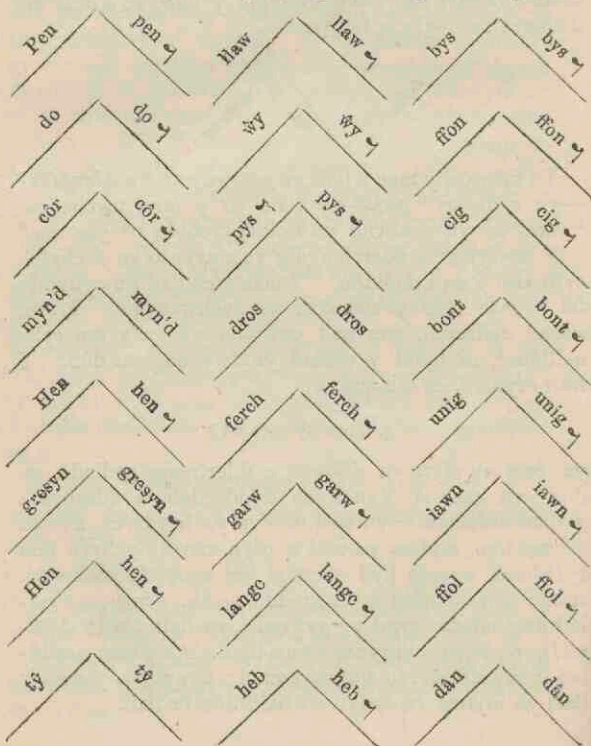 Pen pen llaw llaw bys bys
do do ŵy ŵy ffon ffon
côr côr pys pys cig cig
myn'd myn'd dros dros bont bont
Hen hen ferch ferch unig unig
gresyn gresyn garw garw iawn iawn
Hen hen langc langc ffol ffol
tŷ tŷ heb heb dân dân